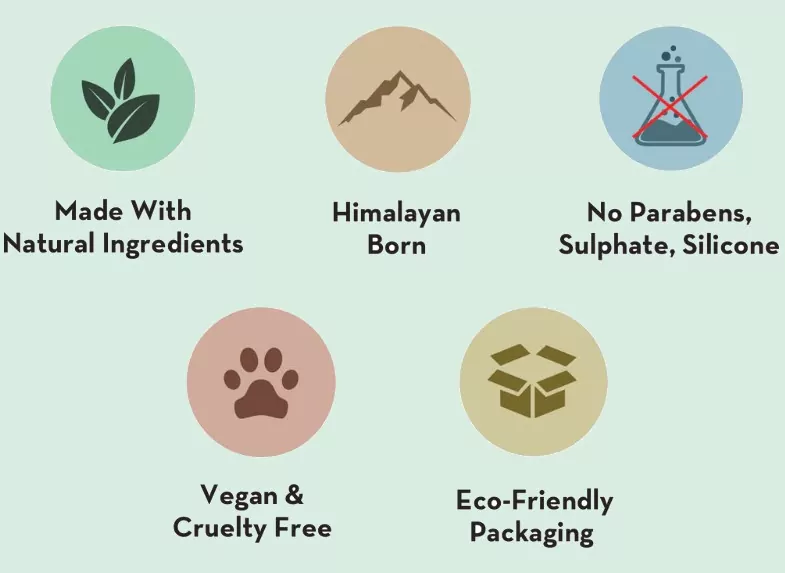 Made With
Natural Ingredients
Himalayan
Born
No Parabens,
Sulphate, Silicone
Vegan &
Cruelty Free
Eco-Friendly
Packaging